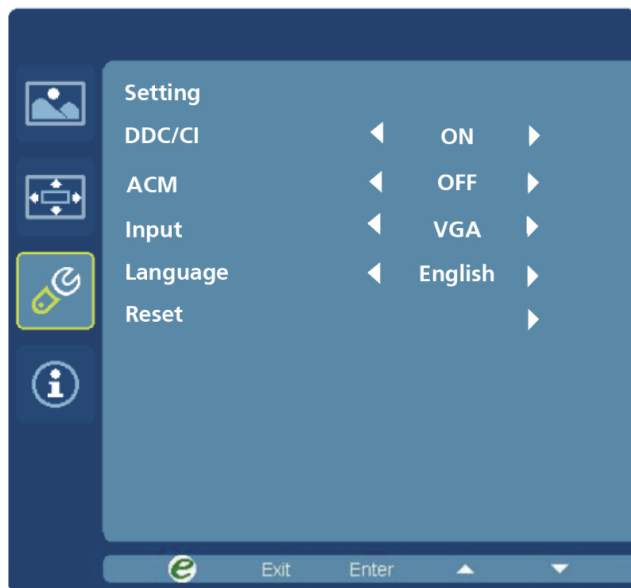 Setting
DDC/CI ON
ACM OFF
Input VGA
Language English
Reset
e Exit Enter